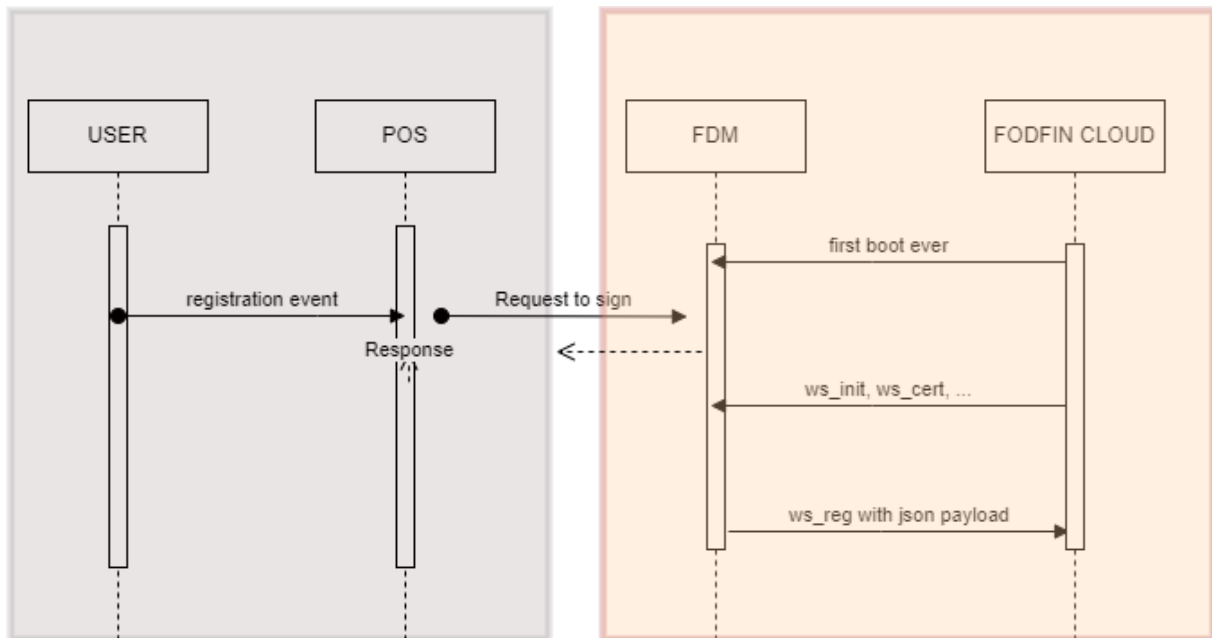 USER
POS
FDM
FODFIN CLOUD
first boot ever
registration event
Request to sign
Response
ws_init, ws_cert, ...
ws_reg with json payload